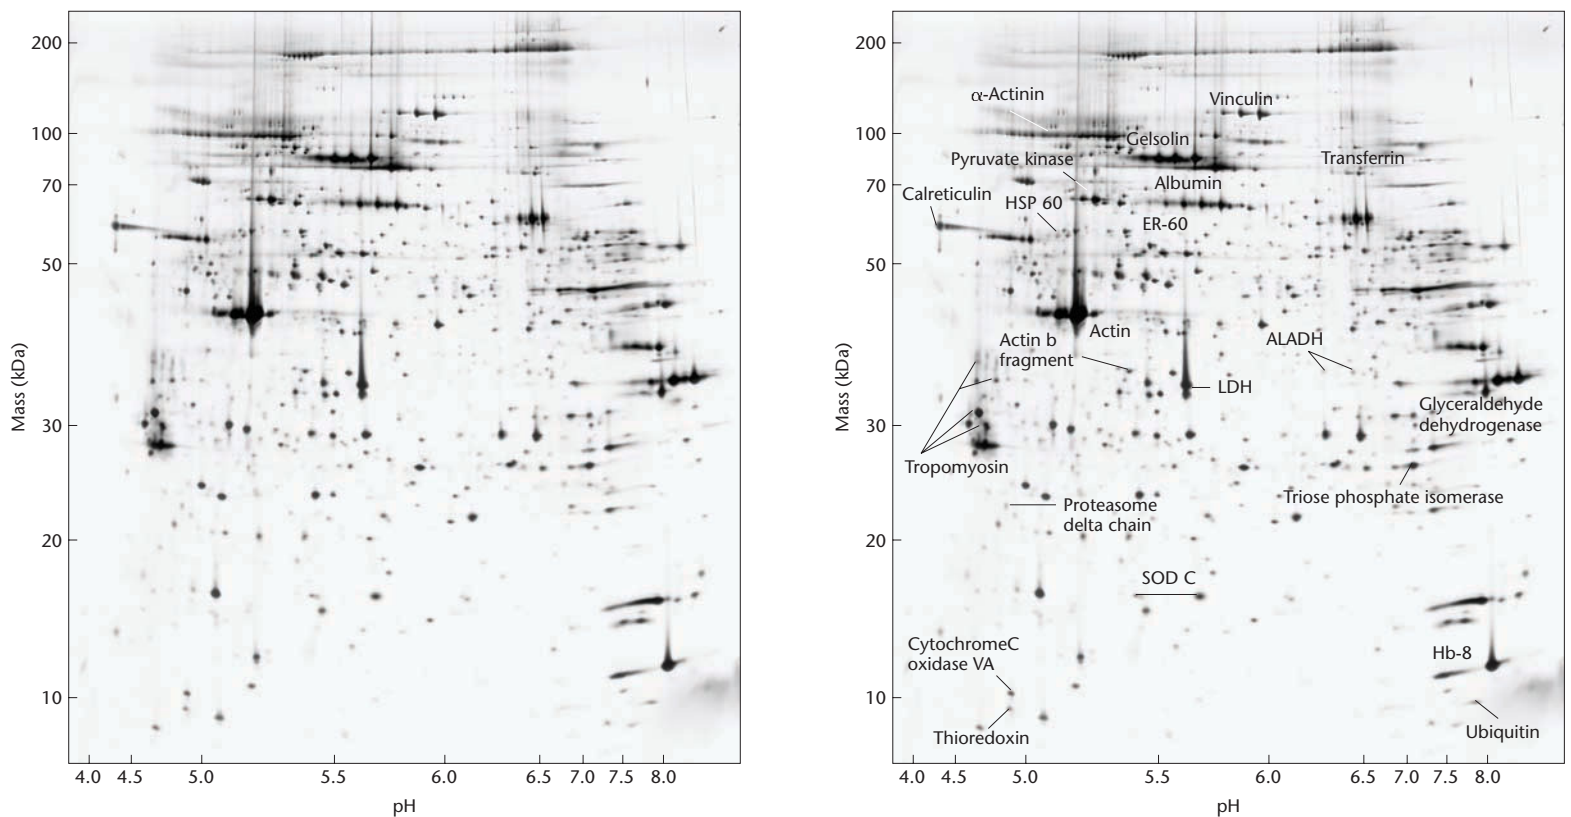 200
100
70
50
30
20
10
Mass (kDa)
4.0 4.5 5.0 5.5 6.0 6.5 7.0 7.5 8.0
pH
200
100
70
50
30
20
10
Mass (kDa)
α-Actinin
Vinculin
Gelsolin
Pyruvate kinase
Transferrin
Calreticulin
HSP 60
Albumin
ER-60
Actin
Actin b
fragment
ALADH
LDH
Glyceraldehyde
dehydrogenase
Tropomyosin
Triose phosphate isomerase
Proteasome
delta chain
SOD C
CytochromeC
oxidase VA
Hb-8
Thioredoxin
Ubiquitin
4.0 4.5 5.0 5.5 6.0 6.5 7.0 7.5 8.0
pH